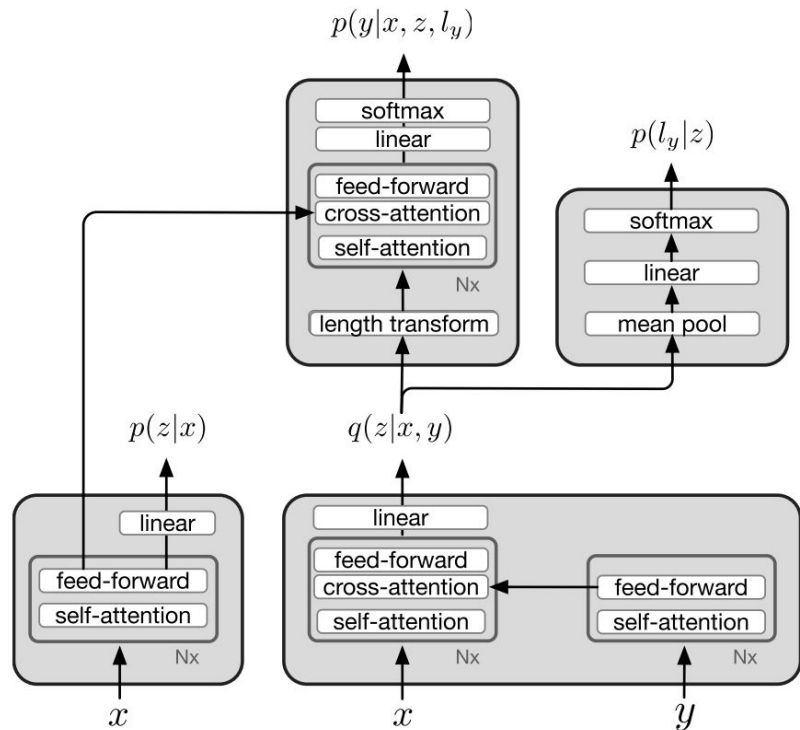 p(y|x, z, l_y)
softmax
linear
feed-forward
cross-attention
self-attention
Nx
length transform
p(l_y|z)
softmax
linear
mean pool
p(z|x)
linear
feed-forward
self-attention
Nx
x
q(z|x, y)
linear
feed-forward
cross-attention
self-attention
Nx
x
feed-forward
self-attention
Nx
y